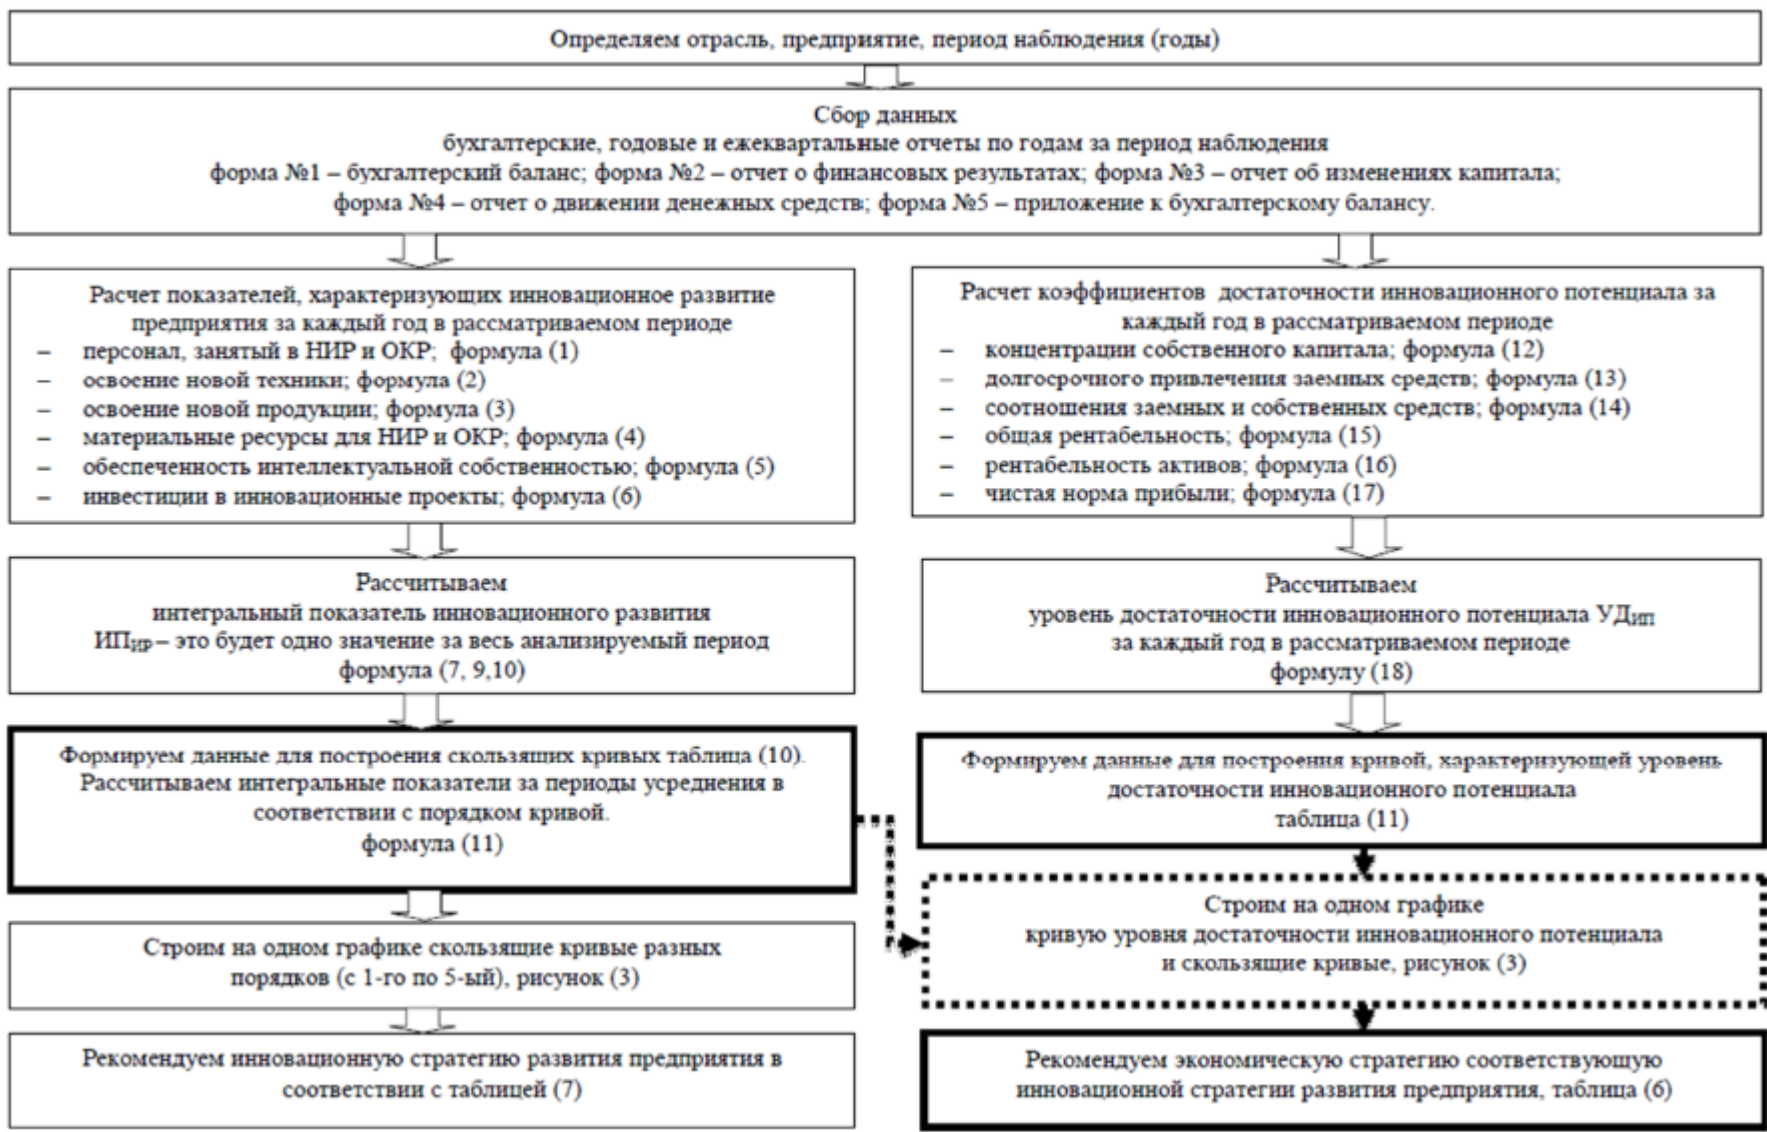 Определяем отрасль, предприятие, период наблюдения (годы)
Сбор данных
бухгалтерские, годовые и ежеквартальные отчеты по годам за период наблюдения
форма №1 – бухгалтерский баланс; форма №2 – отчет о финансовых результатах; форма №3 – отчет об изменениях капитала;
форма №4 – отчет о движении денежных средств; форма №5 – приложение к бухгалтерскому балансу.
Расчет показателей, характеризующих инновационное развитие
предприятия за каждый год в рассматриваемом периоде
– персонал, занятый в НИР и ОКР; формула (1)
– освоение новой техники; формула (2)
– освоение новой продукции; формула (3)
– материальные ресурсы для НИР и ОКР; формула (4)
– обеспеченность интеллектуальной собственностью; формула (5)
– инвестиции в инновационные проекты; формула (6)
Рассчитываем
интегральный показатель инновационного развития
ИПИР – это будет одно значение за весь анализируемый период
формула (7, 9,10)
Формируем данные для построения скользящих кривых таблица (10).
Рассчитываем интегральные показатели за периоды усреднения в
соответствии с порядком кривой.
формула (11)
Строим на одном графике скользящие кривые разных
порядков (с 1-го по 5-ый), рисунок (3)
Рекомендуем инновационную стратегию развития предприятия в
соответствии с таблицей (7)
Расчет коэффициентов достаточности инновационного потенциала за
каждый год в рассматриваемом периоде
– концентрации собственного капитала; формула (12)
– долгосрочного привлечения заемных средств; формула (13)
– соотношения заемных и собственных средств; формула (14)
– общая рентабельность; формула (15)
– рентабельность активов; формула (16)
– чистая норма прибыли; формула (17)
Рассчитываем
уровень достаточности инновационного потенциала УДИП
за каждый год в рассматриваемом периоде
формулу (18)
Формируем данные для построения кривой, характеризующей уровень
достаточности инновационного потенциала
таблица (11)
Строим на одном графике
кривую уровня достаточности инновационного потенциала
и скользящие кривые, рисунок (3)
Рекомендуем экономическую стратегию соответствующую
инновационной стратегии развития предприятия, таблица (6)